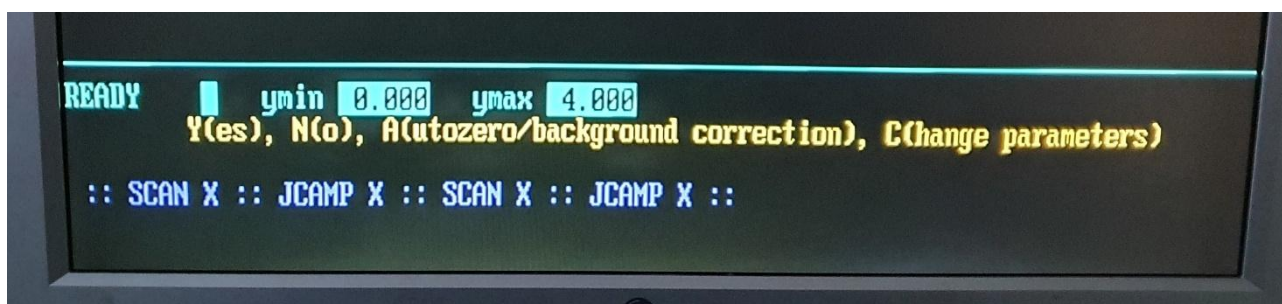 READY ymin 0.000 ymax 4.000
Y(es), N(o), A(utozero/background correction), C(hange parameters)
:: SCAN X :: JCAMP X :: SCAN X :: JCAMP X ::